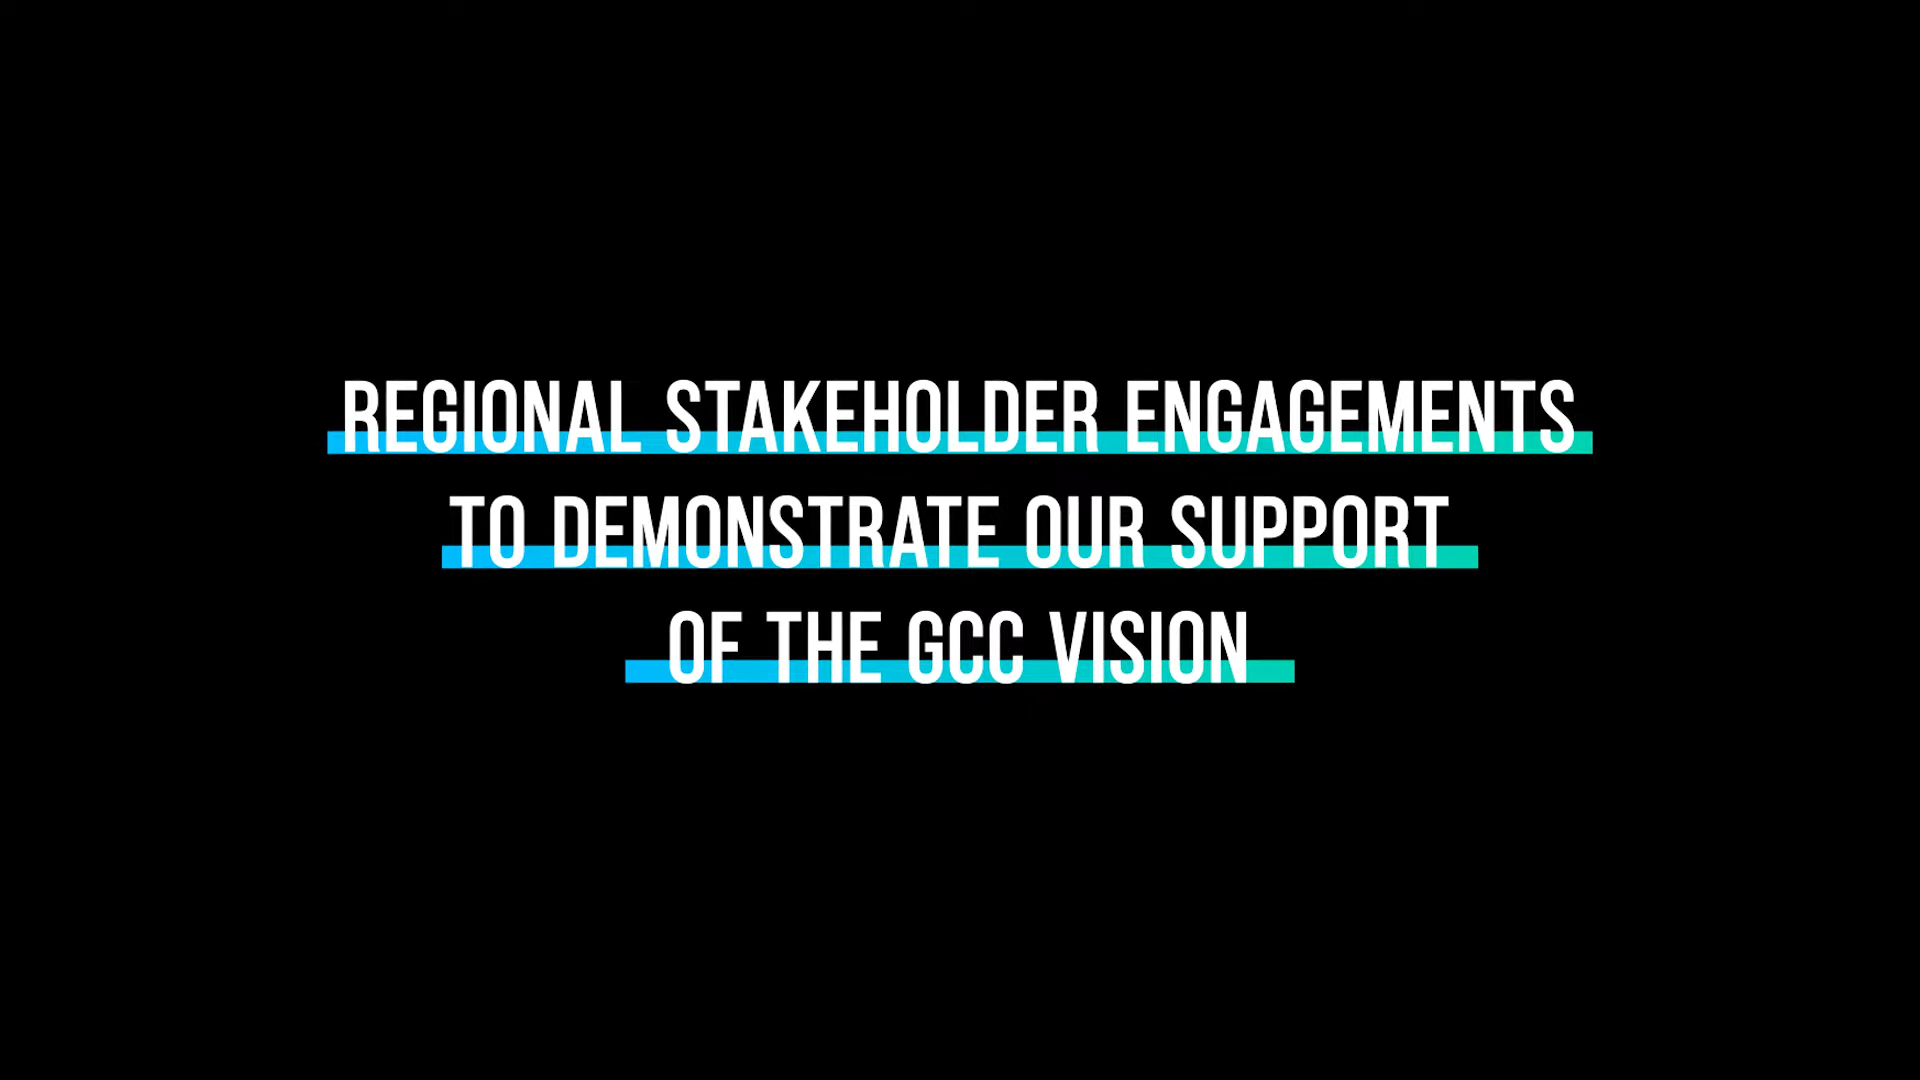 REGIONAL STAKEHOLDER ENGAGEMENTS
TO DEMONSTRATE OUR SUPPORT
OF THE GCC VISION